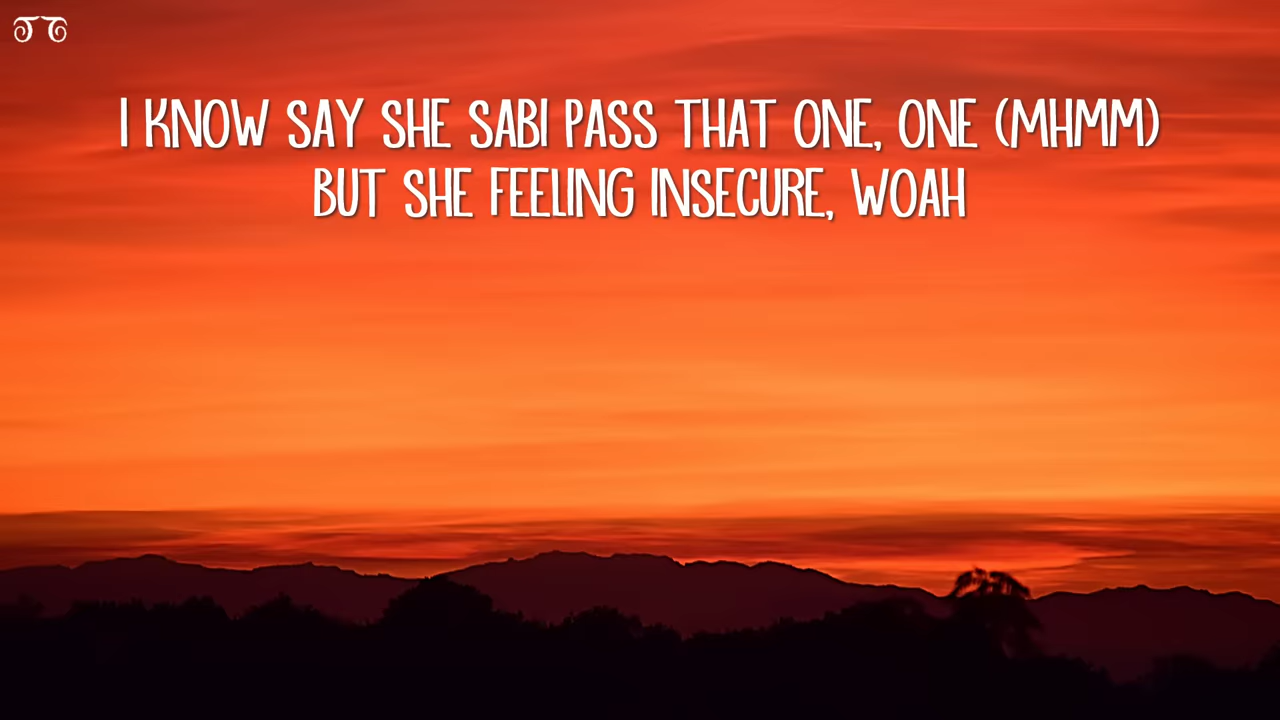 I KNOW SAY SHE SABI PASS THAT ONE, ONE (MHMM)
BUT SHE FEELING INSECURE, WOAH